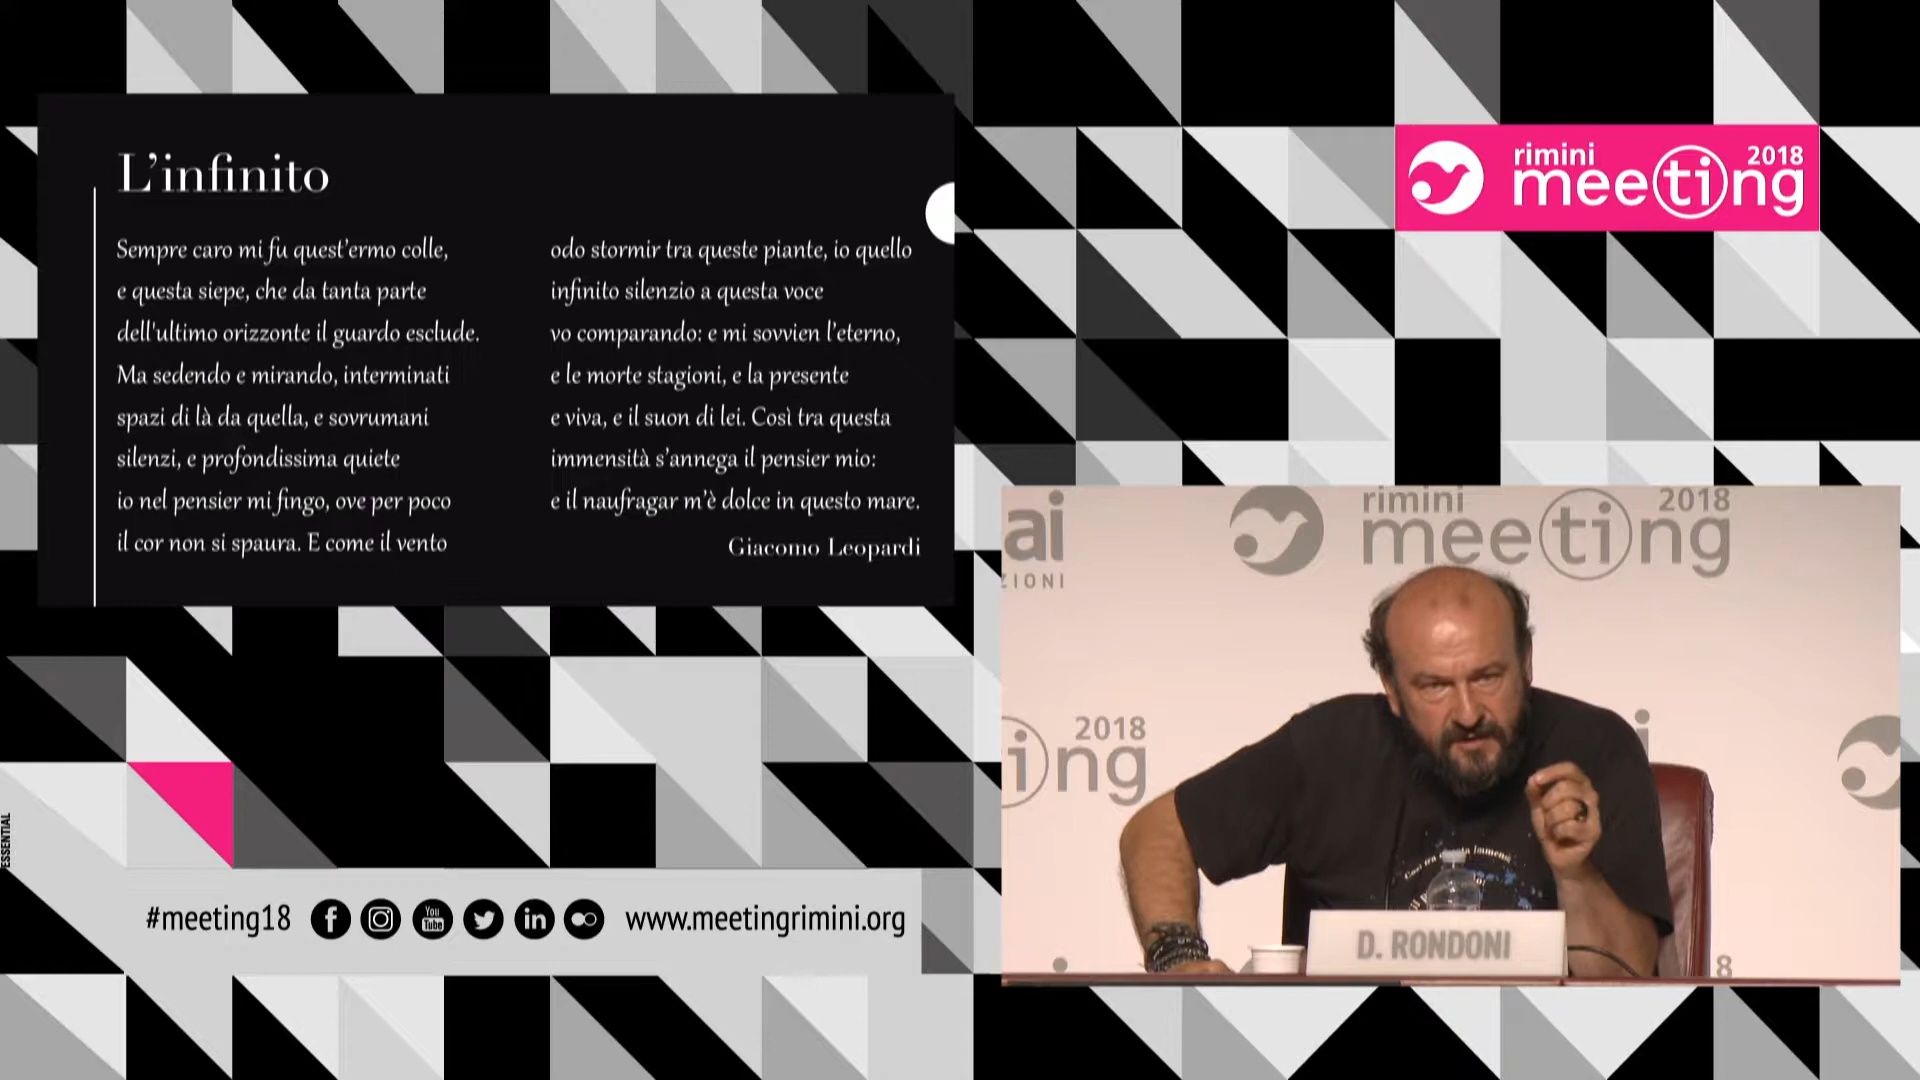 L'infinito
Sempre caro mi fu quest'ermo colle,
e questa siepe, che da tanta parte
dell'ultimo orizzonte il guardo esclude.
Ma sedendo e mirando, interminati
spazi di là da quella, e sovrumani
silenzi, e profondissima quiete
io nel pensier mi fingo, ove per poco
il cor non si spaura. E come il vento
odo stormir tra queste piante, io quello
infinito silenzio a questa voce
vo comparando: e mi sovvien l'eterno,
e le morte stagioni, e la presente
e viva, e il suon di lei. Così tra questa
immensità s'annega il pensier mio:
e il naufragar m'è dolce in questo mare.
Giacomo Leopardi
rimini 2018
meeting
ai
ZIONI
rimini 2018
meeting
2018
ing
D. RONDONI
8
ESSENTIAL
#meeting18
You
Tube
www.meetingrimini.org